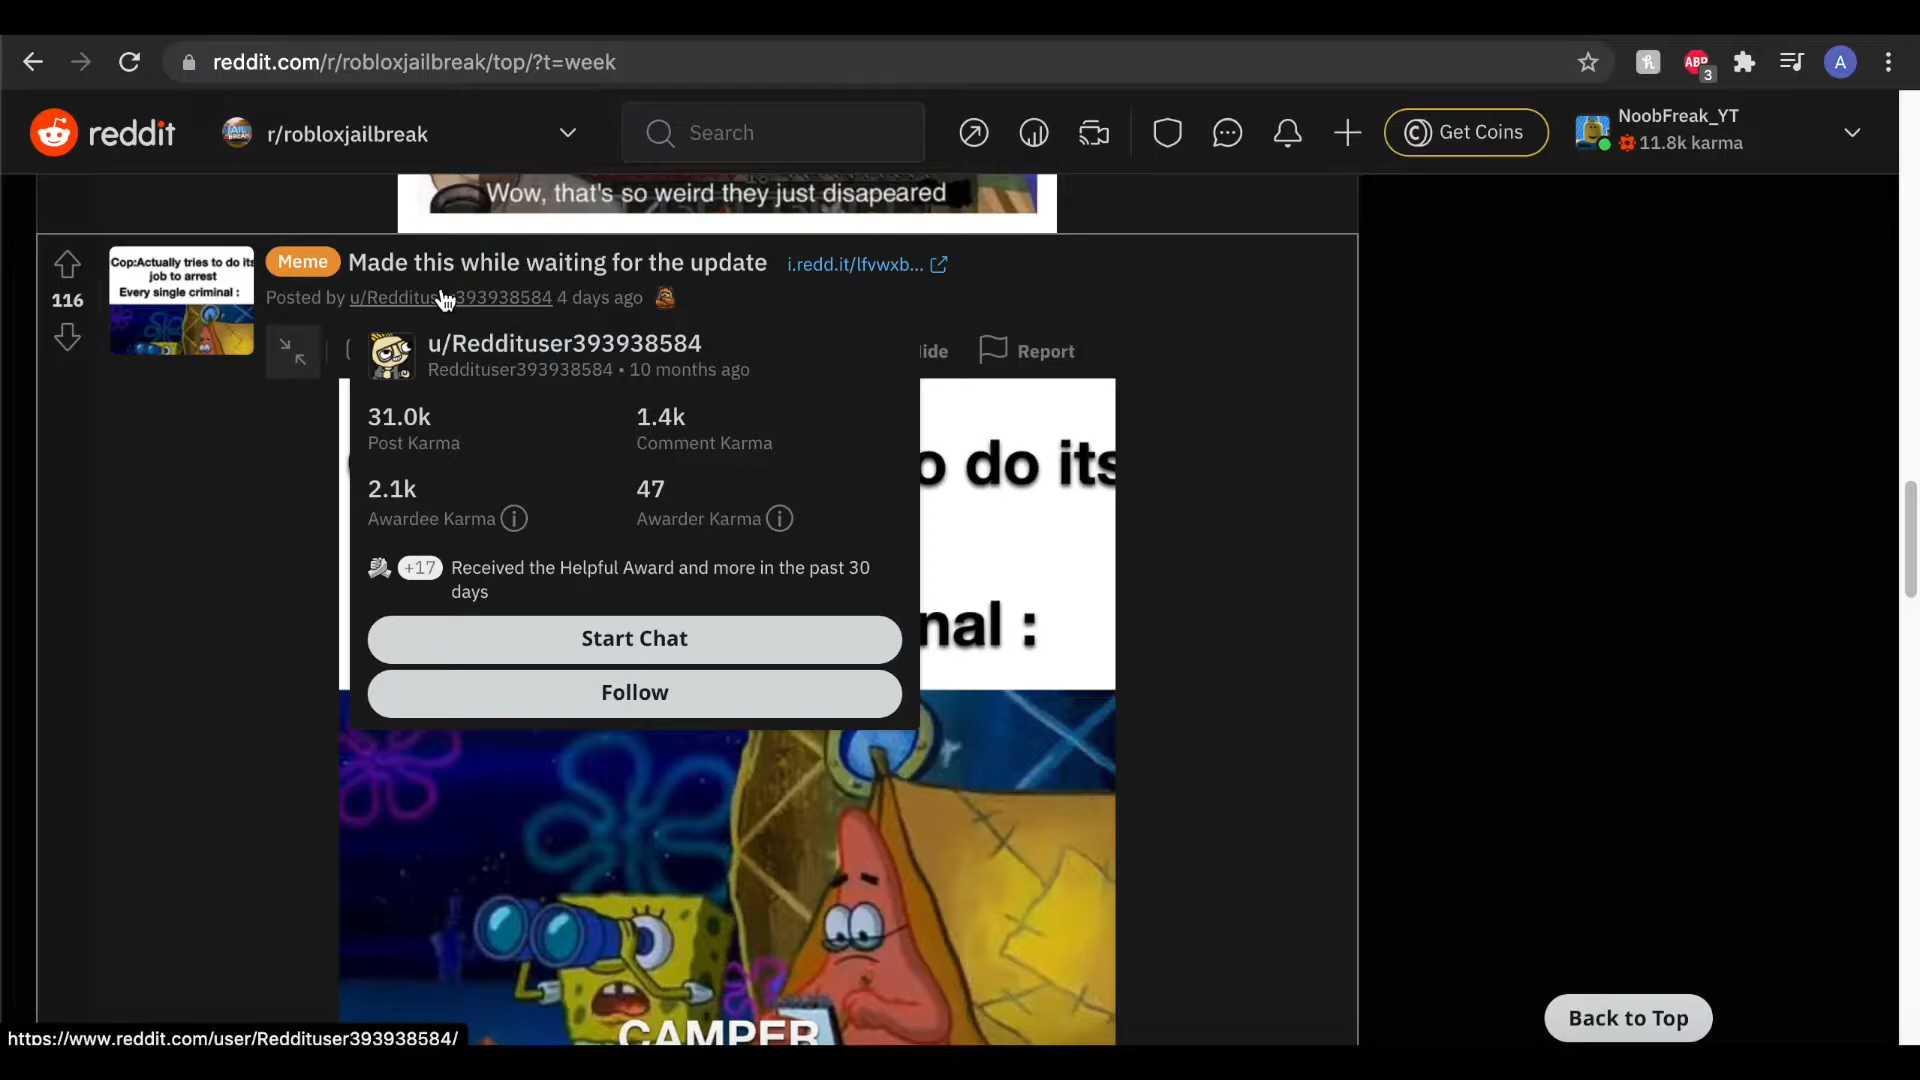 reddit.com/r/robloxjailbreak/top/?t=week
ABP
3
A
reddit
r/robloxjailbreak
Search
Get Coins
NoobFreak_YT
11.8k karma
Wow, that's so weird they just disapeared
116
Cop:Actually tries to do its
job to arrest
Every single criminal :
Meme Made this while waiting for the update i.redd.it/lfvwxb...
Posted by u/Reddituser393938584 4 days ago
ide
Report
u/Reddituser393938584
Reddituser393938584 • 10 months ago
31.0k 1.4k
Post Karma Comment Karma
2.1k 47
Awardee Karma Awarder Karma
+17 Received the Helpful Award and more in the past 30
days
Start Chat
Follow
o do its
nal :
CAMPER
Back to Top
https://www.reddit.com/user/Reddituser393938584/